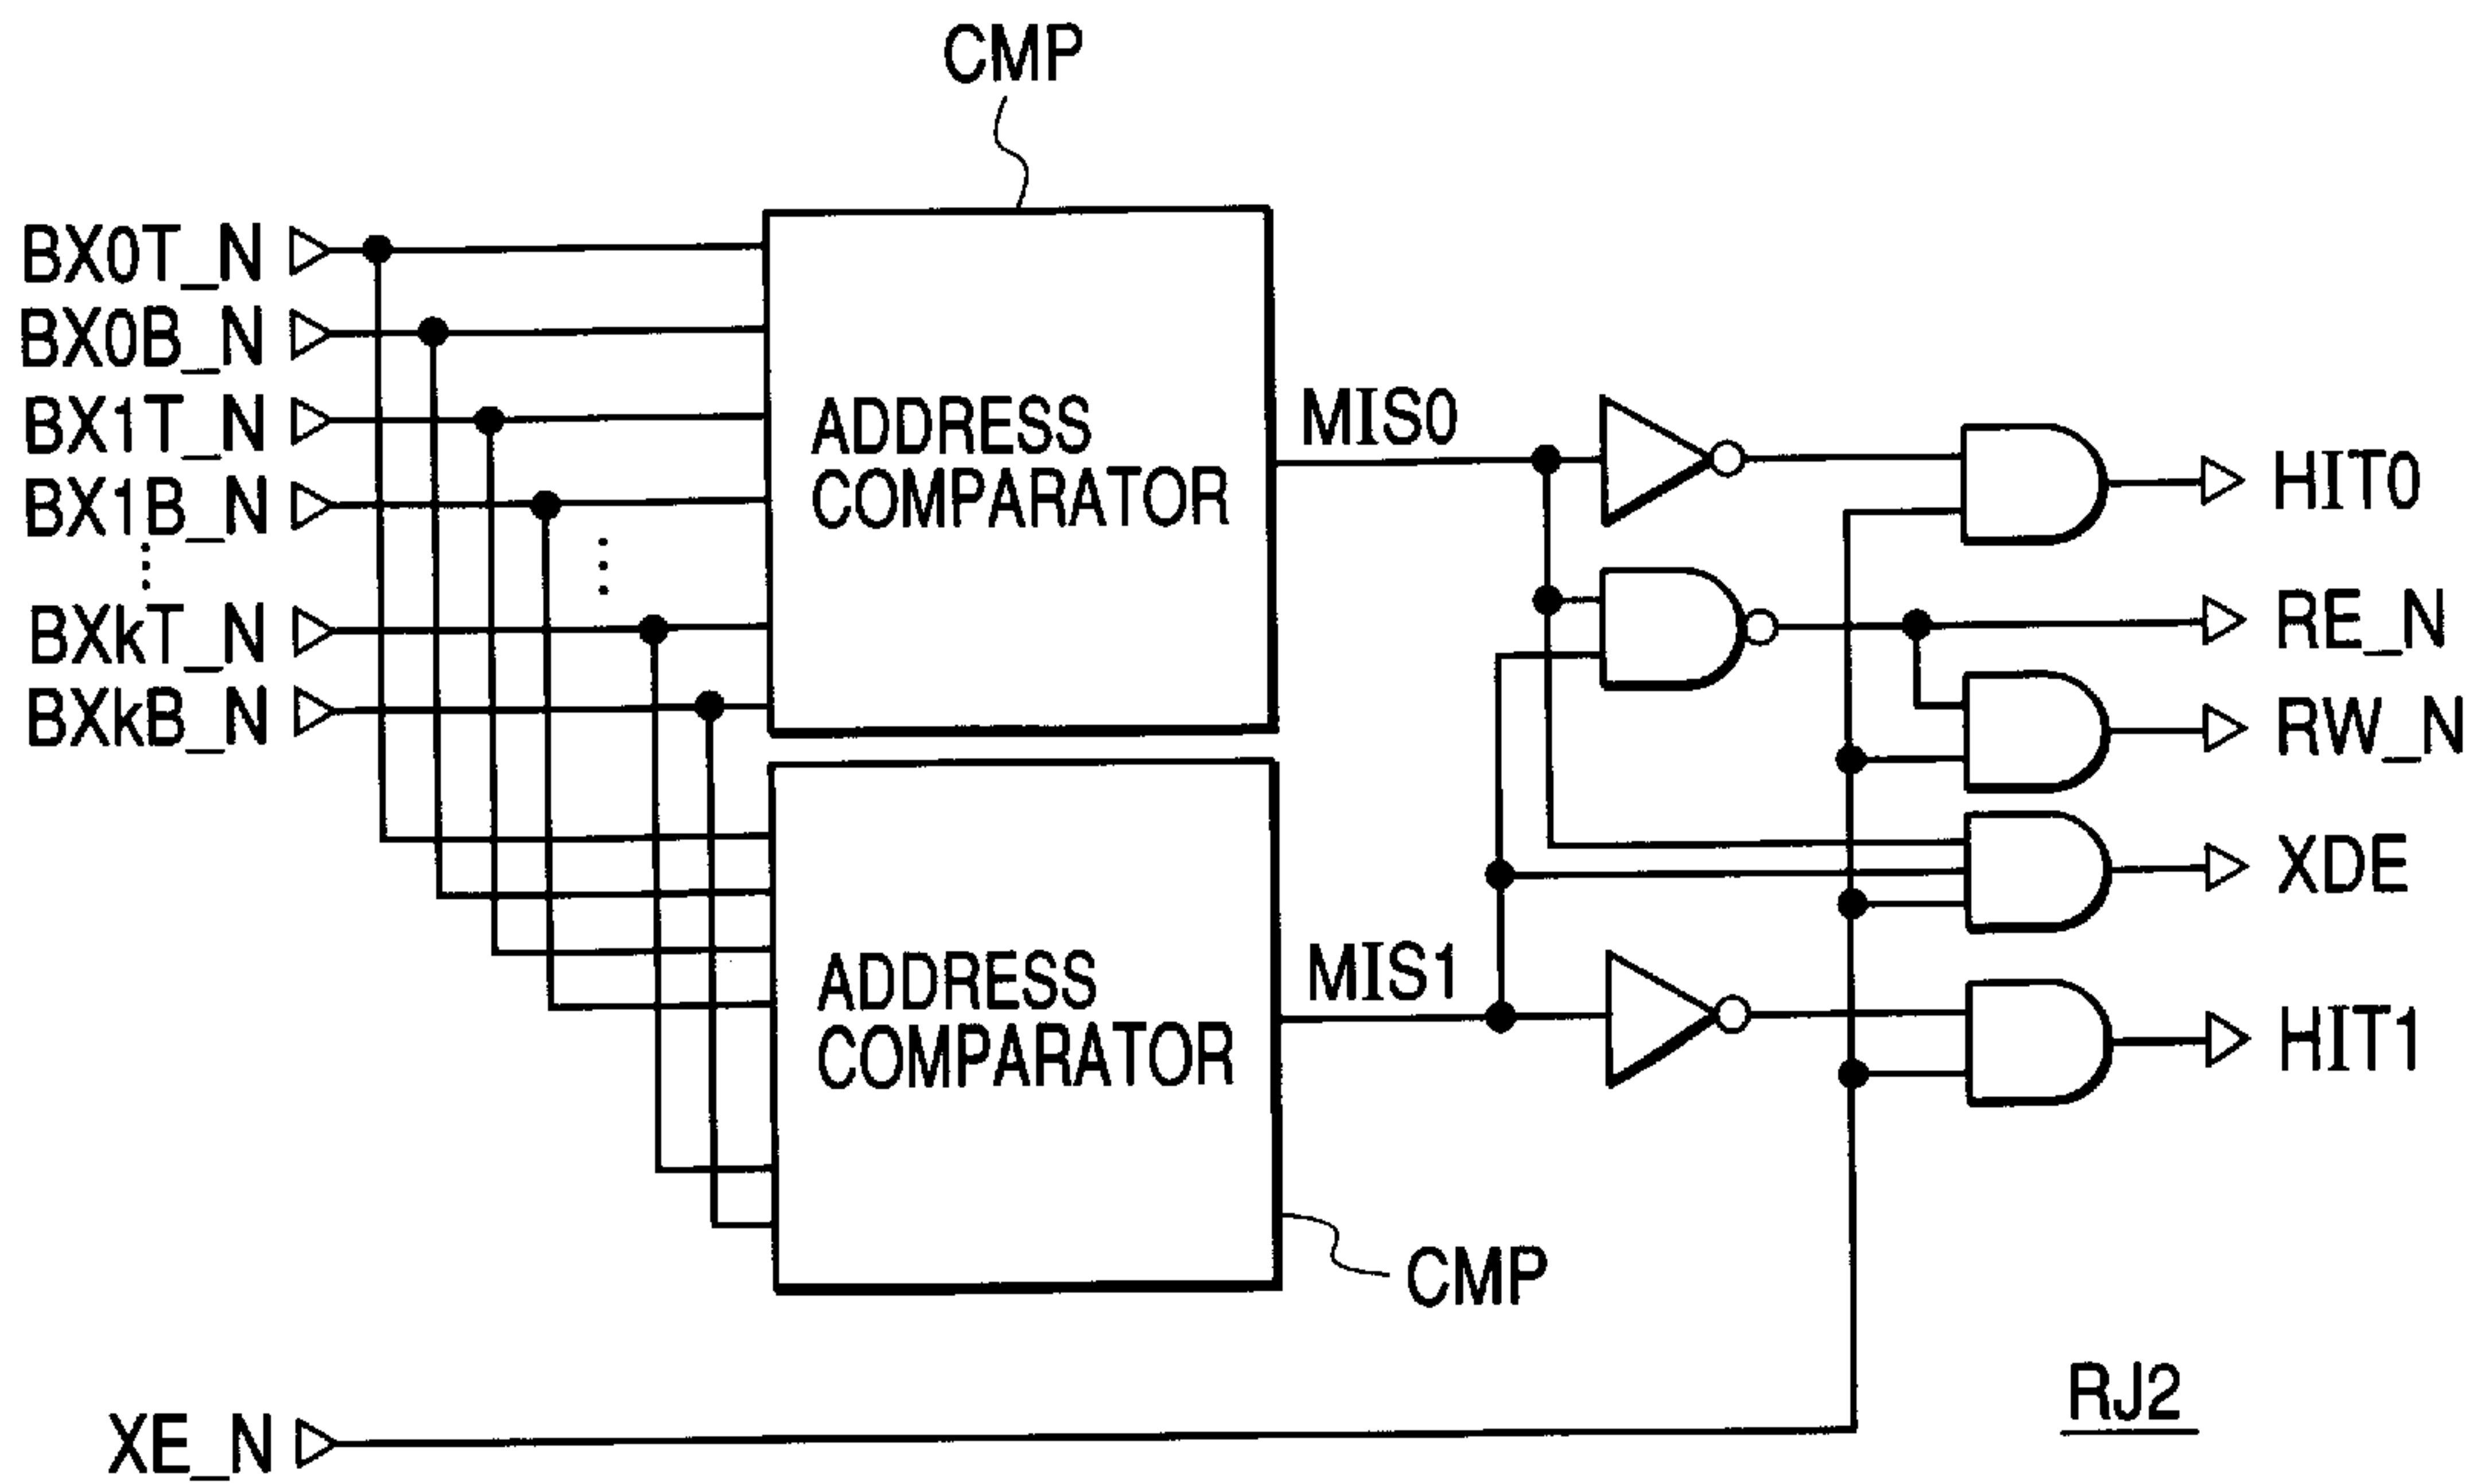 CMP
BX0T_N
BX0B_N
BX1T_N
BX1B_N
BXkT_N
BXkB_N
ADDRESS
COMPARATOR
MIS0
HIT0
RE_N
RW_N
XDE
ADDRESS
COMPARATOR
MIS1
HIT1
CMP
RJ2
XE_N